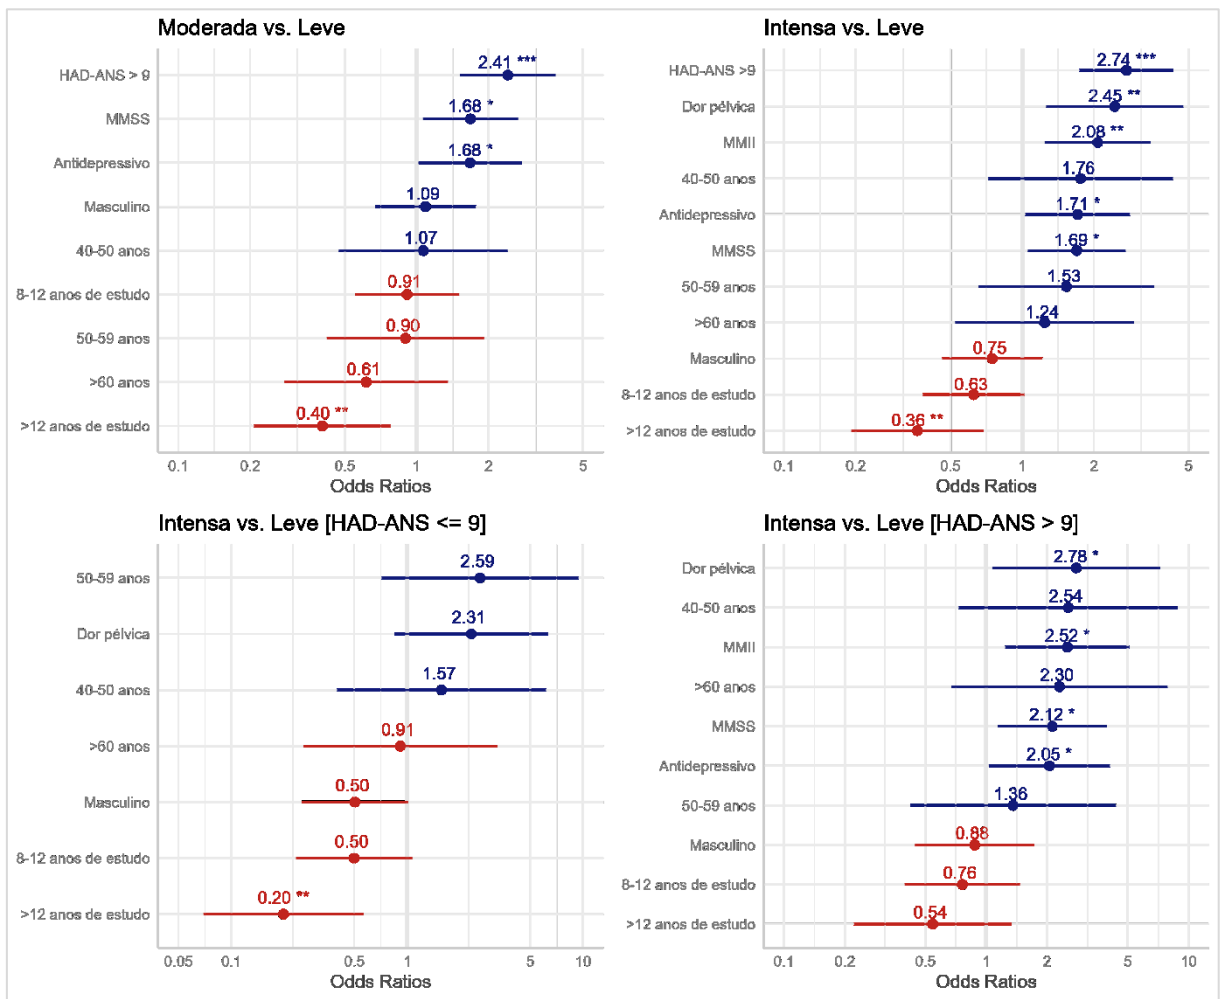 Moderada vs. Leve
HAD-ANS > 9
2.41 ***
MMSS
1.68 *
Antidepressivo
1.68 *
Masculino
1.09
40-50 anos
1.07
8-12 anos de estudo
0.91
50-59 anos
0.90
>60 anos
0.61
>12 anos de estudo
0.40 **
0.1 0.2 0.5 1 2 5
Odds Ratios
Intensa vs. Leve
HAD-ANS >9
2.74 ***
Dor pélvica
2.45 **
MMII
2.08 **
40-50 anos
1.76
Antidepressivo
1.71 *
MMSS
1.69 *
50-59 anos
1.53
>60 anos
1.24
Masculino
0.75
8-12 anos de estudo
0.63
>12 anos de estudo
0.36 **
0.1 0.2 0.5 1 2 5
Odds Ratios
Intensa vs. Leve [HAD-ANS <= 9]
50-59 anos
2.59
Dor pélvica
2.31
40-50 anos
1.57
>60 anos
0.91
Masculino
0.50
8-12 anos de estudo
0.50
>12 anos de estudo
0.20 **
0.05 0.1 1 5 10
Odds Ratios
Intensa vs. Leve [HAD-ANS > 9]
Dor pélvica
2.78 *
40-50 anos
2.54
MMII
2.52 *
>60 anos
2.30
MMSS
2.12 *
Antidepressivo
2.05 *
50-59 anos
1.36
Masculino
0.88
8-12 anos de estudo
0.76
>12 anos de estudo
0.54
0.1 0.2 1 2 5 10
Odds Ratios